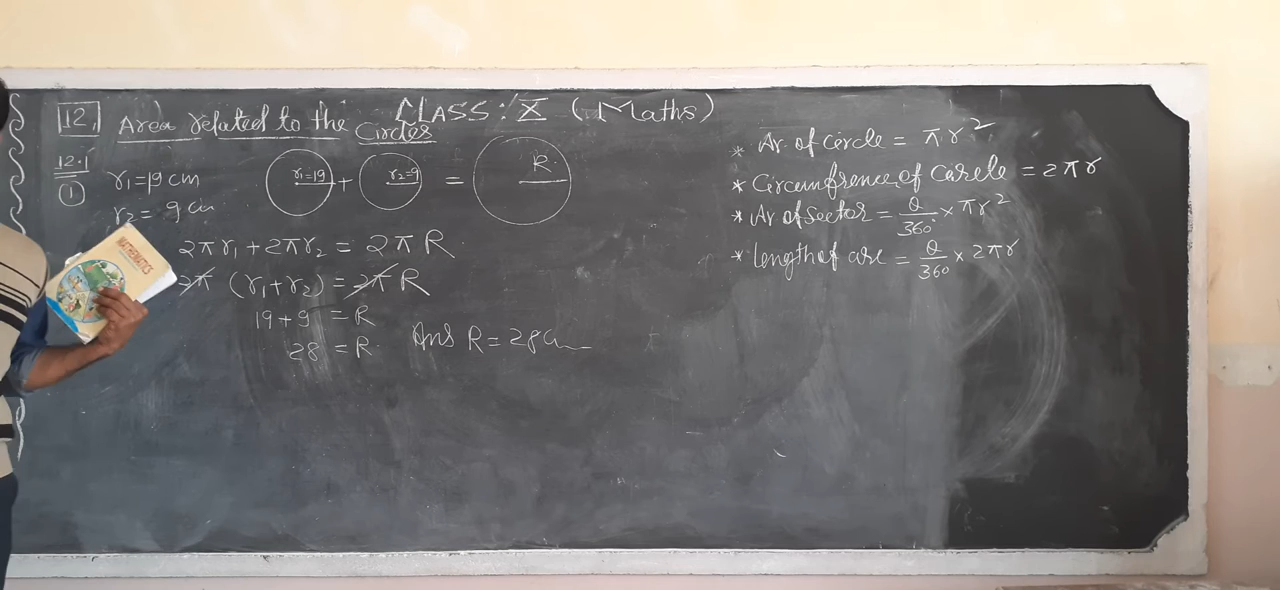 CLASS : X (Maths)
12. Area related to the Circles
12.1
1
r₁=19 cm
r₂= 9 cm
r₁=19 + r₂=9 = R
2πr₁+2πr₂ = 2πR
2π (r₁+r₂) = 2π R
19+9 = R
28 = R
Ans R = 28cm
* Ar. of circle = πr²
* Circumfrence of carcle = 2πr
* Ar of sector = θ/360° × πr²
* length of arc = θ/360 × 2πr
MATHEMATICS